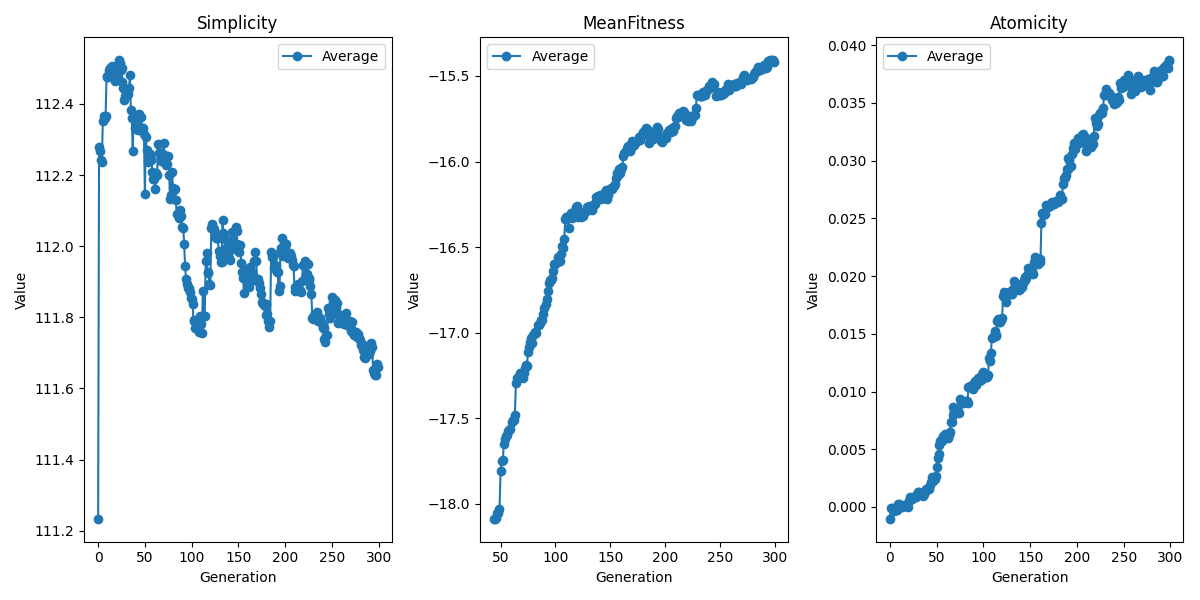 Simplicity
Average
112.4
112.2
112.0
111.8
111.6
111.4
111.2
Value
0 50 100 150 200 250 300
Generation
MeanFitness
Average
−15.5
−16.0
−16.5
−17.0
−17.5
−18.0
Value
50 100 150 200 250 300
Generation
Atomicity
Average
0.040
0.035
0.030
0.025
0.020
0.015
0.010
0.005
0.000
Value
0 50 100 150 200 250 300
Generation